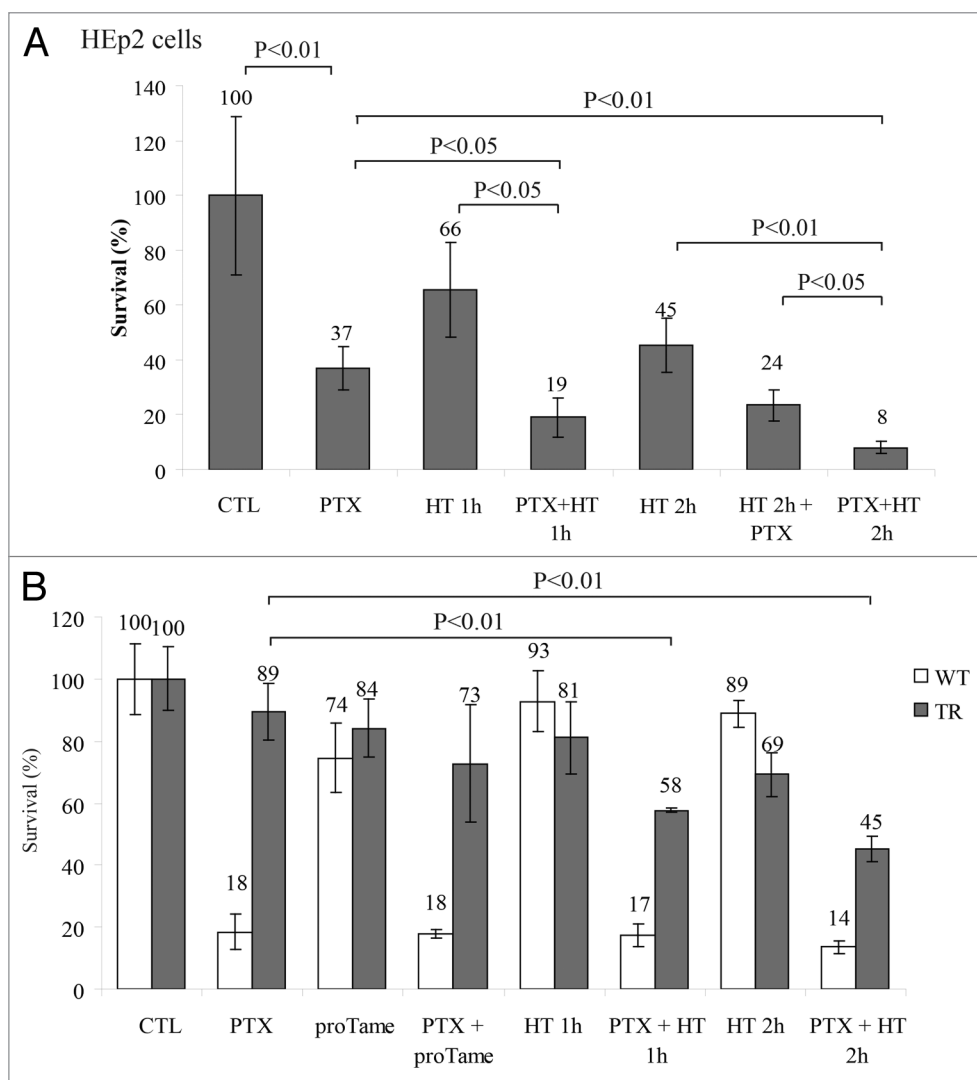 A HEp2 cells
P<0.01
P<0.01
P<0.05
P<0.05
P<0.01
P<0.05
Survival (%)
140
120
100
80
60
40
20
0
100
37
66
19
45
24
8
CTL PTX HT 1h PTX+HT HT 2h HT 2h + PTX+HT
1h PTX 2h
B
P<0.01
P<0.01
Survival (%)
120
100
80
60
40
20
0
100 100
18 89
74 84
18 73
93 81
17 58
89 69
14 45
WT
TR
CTL PTX proTame PTX + HT 1h PTX + HT HT 2h PTX + HT
proTame 1h 2h